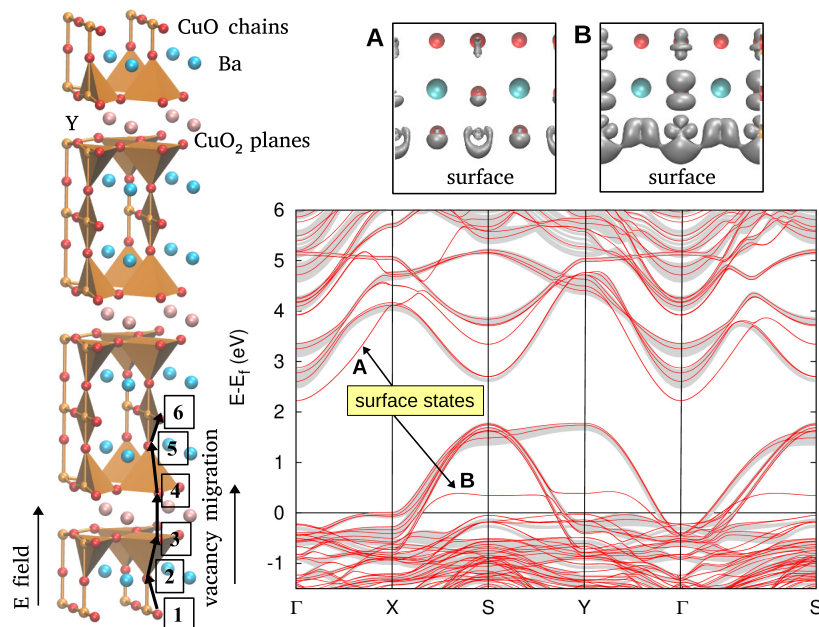 CuO chains
Ba
Y
CuO₂ planes
6
5
4
3
2
1
E field
vacancy migration
A
surface
B
surface
E-E_f (eV)
6
5
4
3
2
1
0
-1
A
surface states
B
Γ
X
S
Y
Γ
S